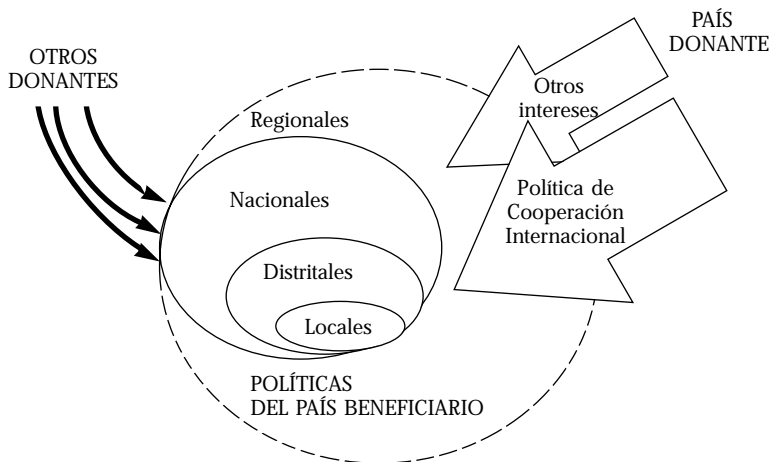 PAÍS
DONANTE
OTROS
DONANTES
Otros
intereses
Regionales
Política de
Cooperación
Internacional
Nacionales
Distritales
Locales
POLÍTICAS
DEL PAÍS BENEFICIARIO